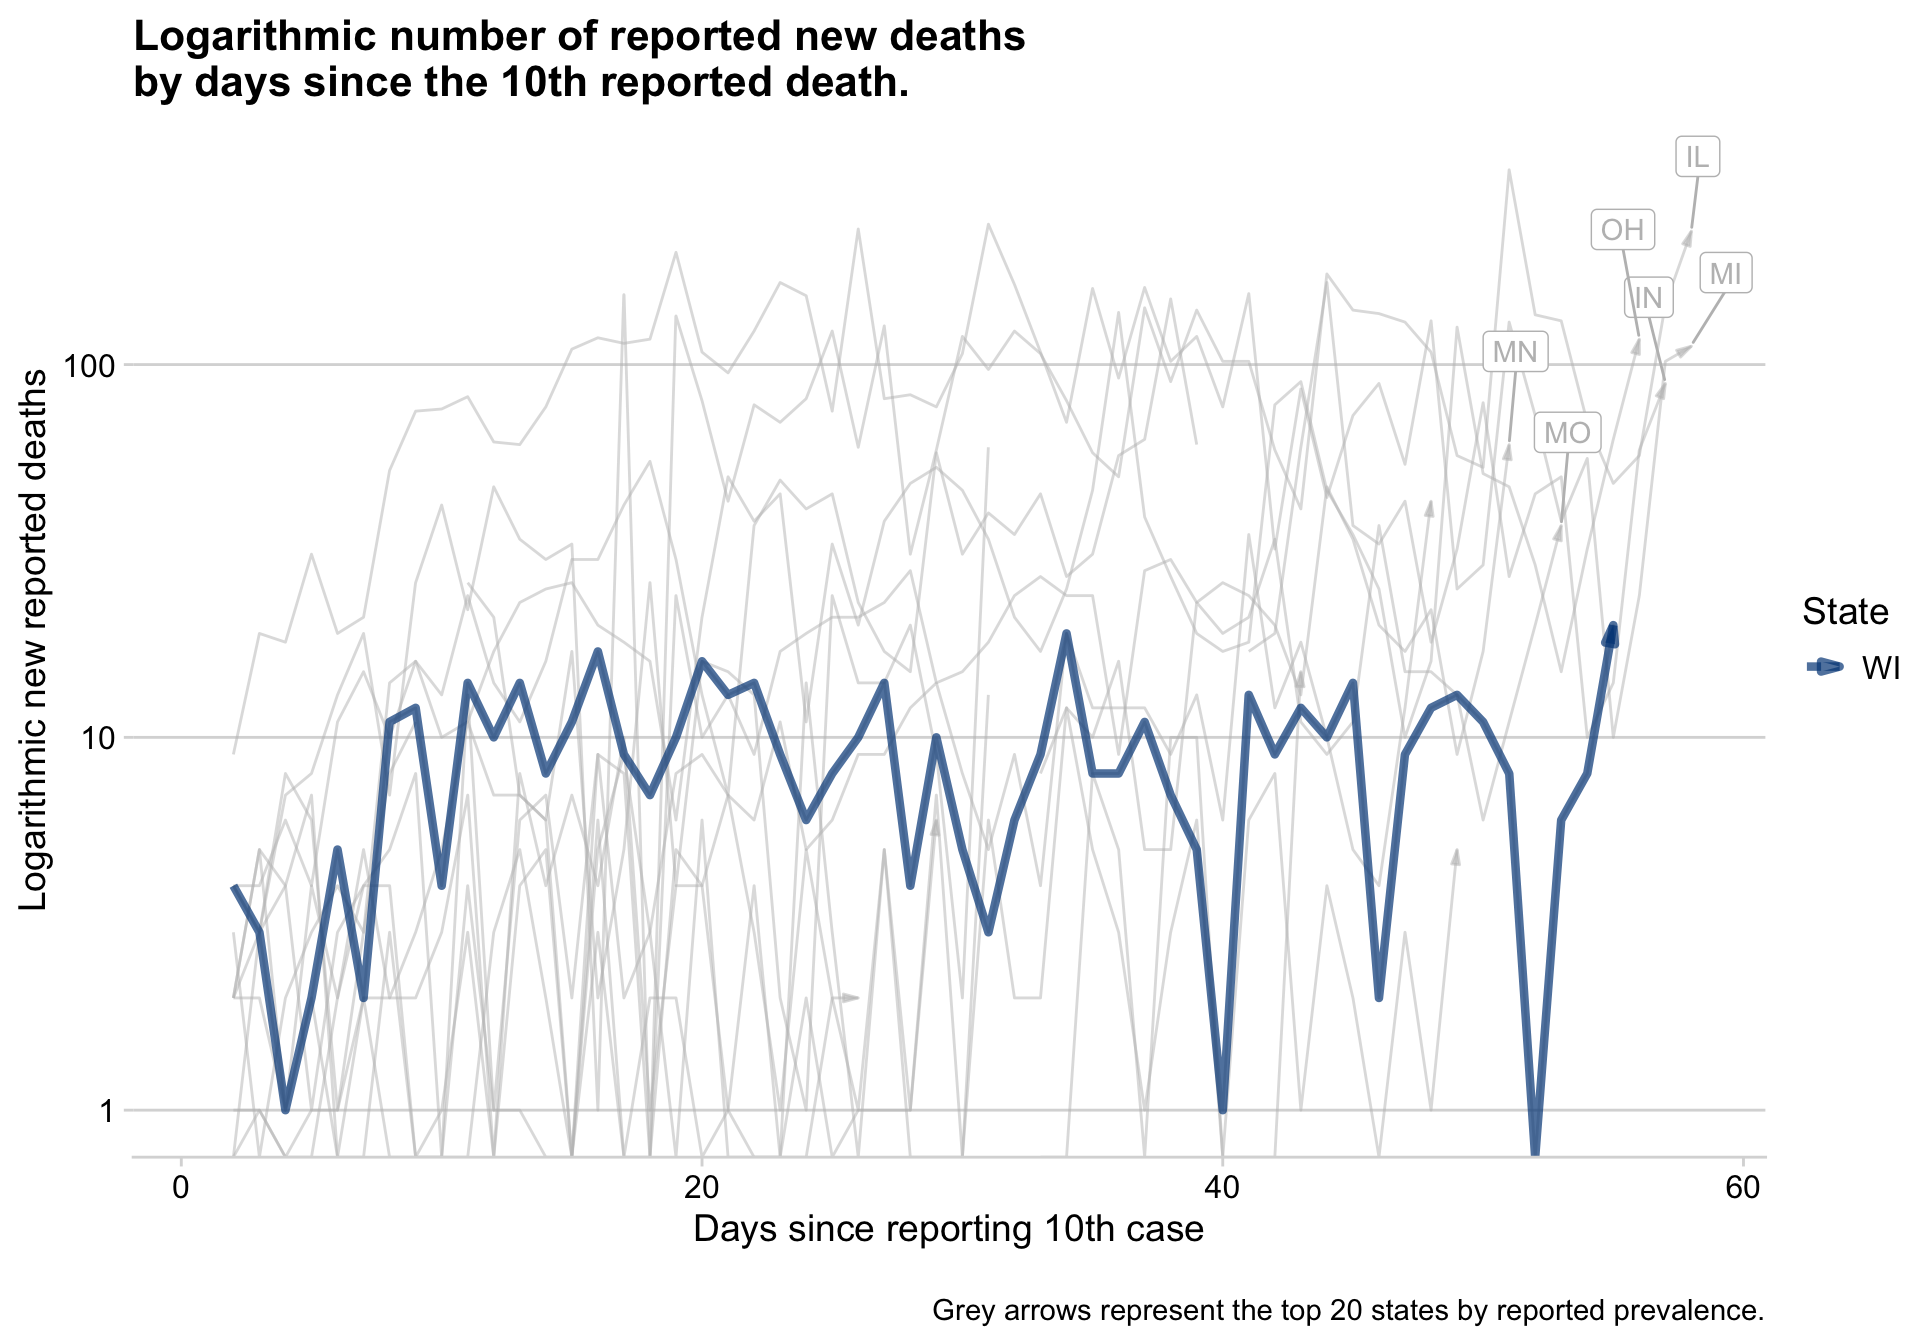 Logarithmic number of reported new deaths
by days since the 10th reported death.
IL
OH
MI
IN
MN
MO
100
10
1
Logarithmic new reported deaths
State
WI
0 20 40 60
Days since reporting 10th case
Grey arrows represent the top 20 states by reported prevalence.